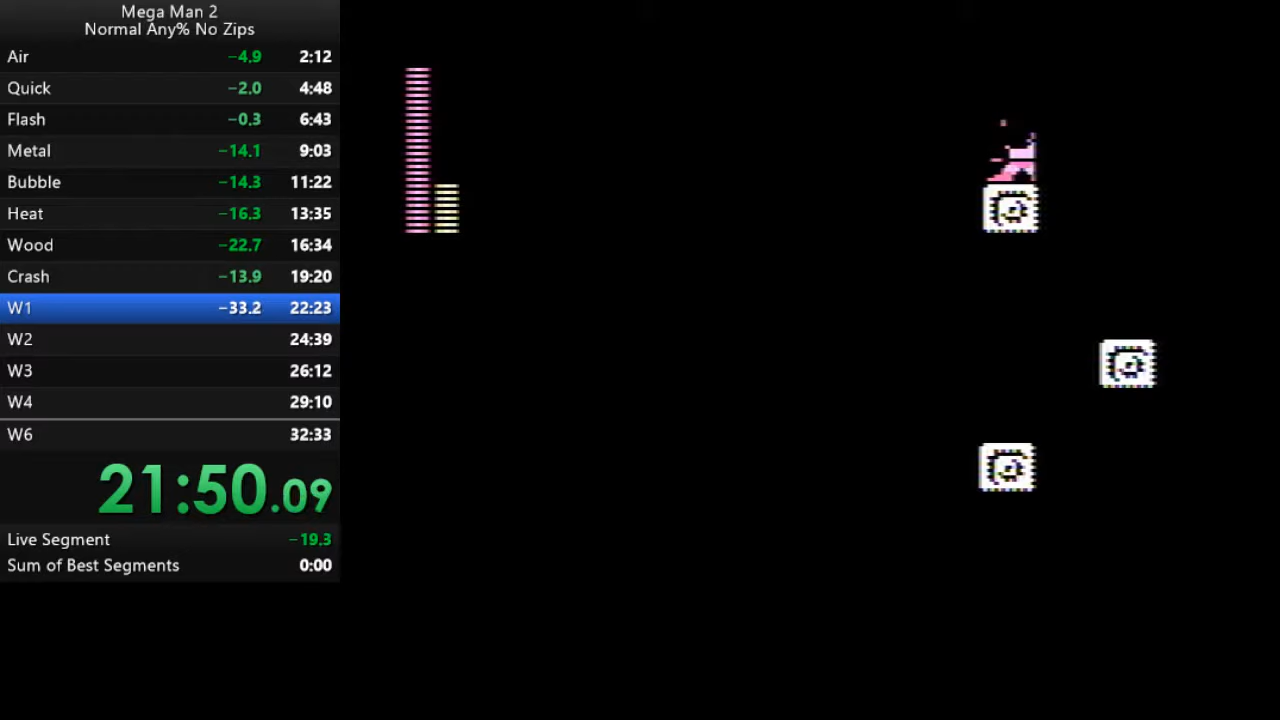 Mega Man 2
Normal Any% No Zips
Air −4.9 2:12
Quick −2.0 4:48
Flash −0.3 6:43
Metal −14.1 9:03
Bubble −14.3 11:22
Heat −16.3 13:35
Wood −22.7 16:34
Crash −13.9 19:20
W1 −33.2 22:23
W2 24:39
W3 26:12
W4 29:10
W6 32:33
21:50.09
Live Segment −19.3
Sum of Best Segments 0:00